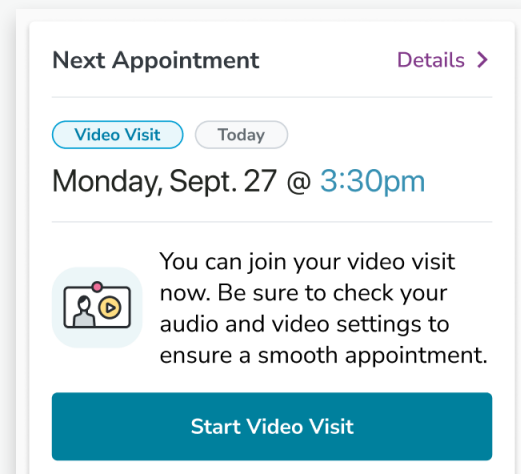 Next Appointment Details
Video Visit Today
Monday, Sept. 27 @ 3:30pm
You can join your video visit
now. Be sure to check your
audio and video settings to
ensure a smooth appointment.
Start Video Visit